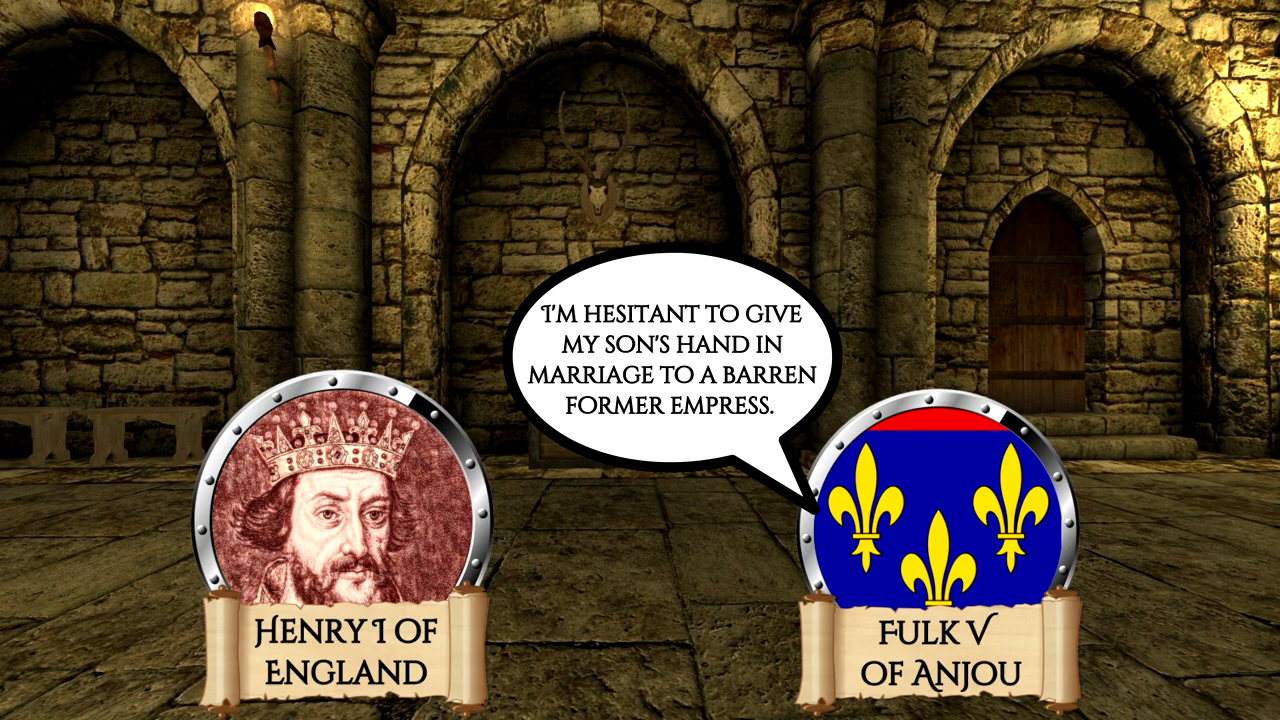 I'm hesitant to give
my son's hand in
marriage to a barren
former empress.
Henry I of
England
Fulk V
of Anjou